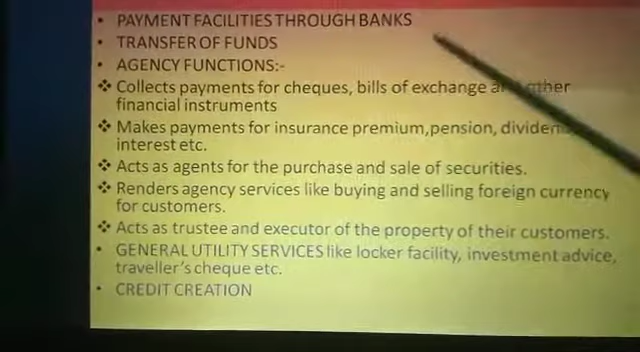 • PAYMENT FACILITIES THROUGH BANKS
• TRANSFER OF FUNDS
• AGENCY FUNCTIONS:-
❖ Collects payments for cheques, bills of exchange and other
financial instruments
❖ Makes payments for insurance premium,pension, dividend
interest etc.
❖ Acts as agents for the purchase and sale of securities.
❖ Renders agency services like buying and selling foreign currency
for customers.
❖ Acts as trustee and executor of the property of their customers.
• GENERAL UTILITY SERVICES like locker facility, investment advice,
traveller's cheque etc.
• CREDIT CREATION